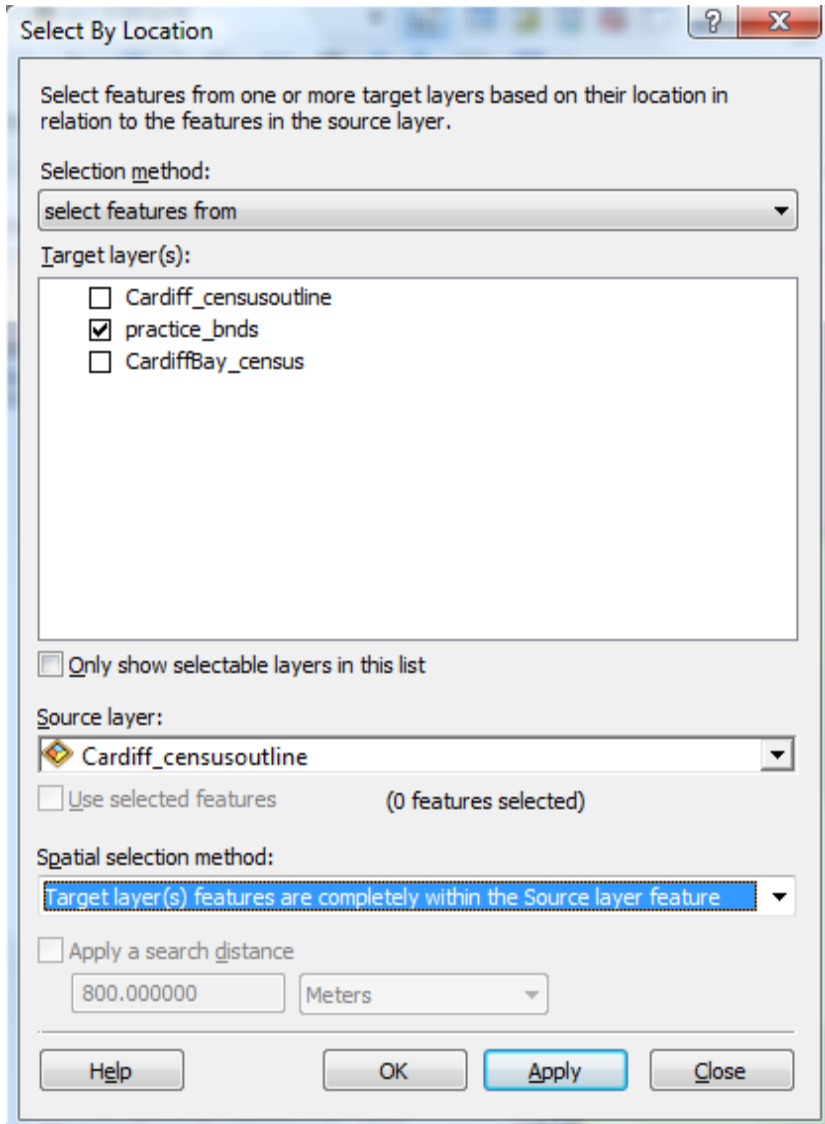 Select By Location
Select features from one or more target layers based on their location in
relation to the features in the source layer.
Selection method:
select features from
Target layer(s):
Cardiff_censusoutline
practice_bnds
CardiffBay_census
Only show selectable layers in this list
Source layer:
Cardiff_censusoutline
Use selected features (0 features selected)
Spatial selection method:
Target layer(s) features are completely within the Source layer feature
Apply a search distance
800.000000 Meters
Help OK Apply Close